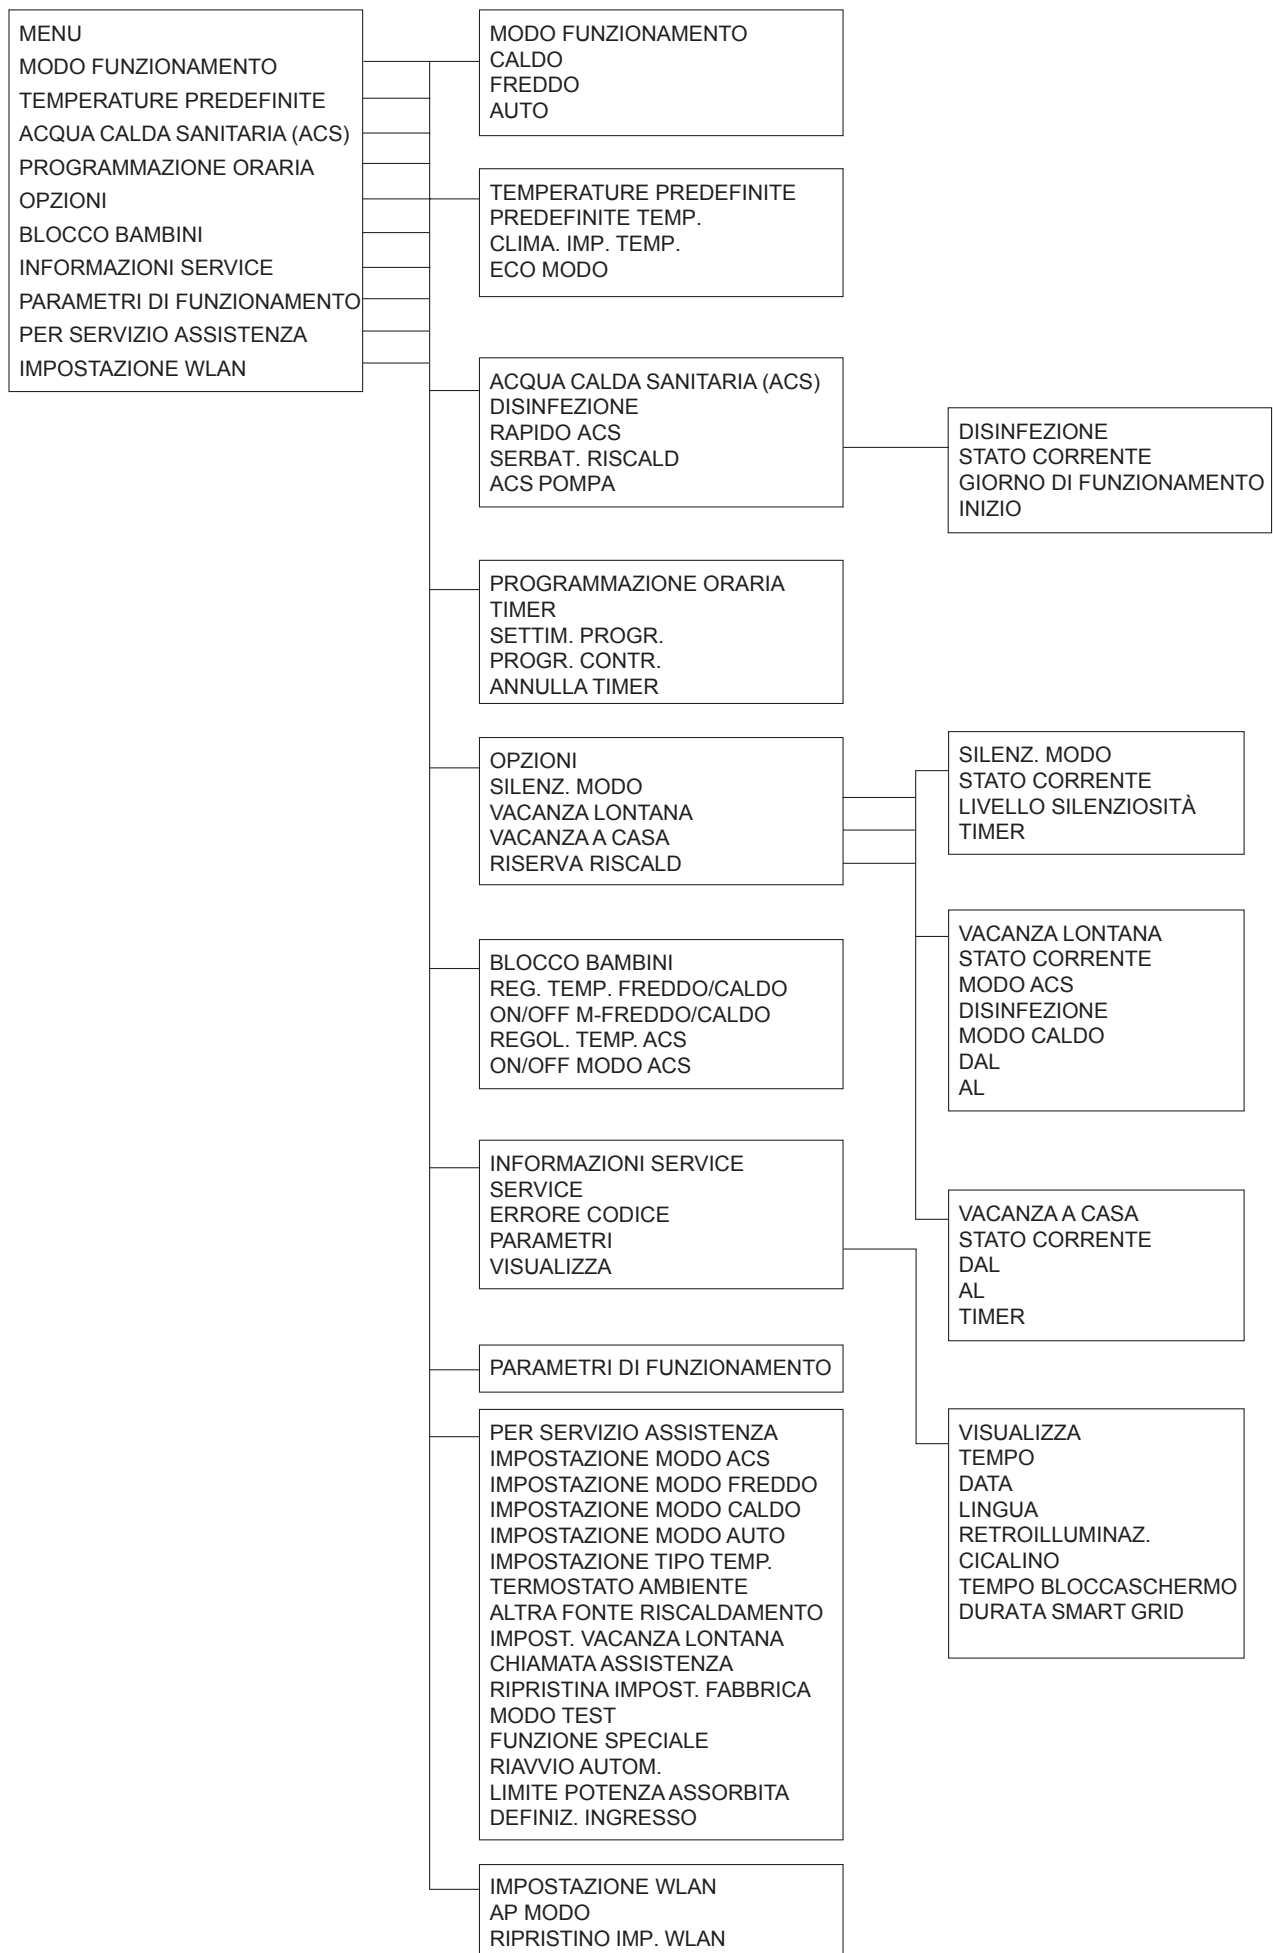 MENU
MODO FUNZIONAMENTO
TEMPERATURE PREDEFINITE
ACQUA CALDA SANITARIA (ACS)
PROGRAMMAZIONE ORARIA
OPZIONI
BLOCCO BAMBINI
INFORMAZIONI SERVICE
PARAMETRI DI FUNZIONAMENTO
PER SERVIZIO ASSISTENZA
IMPOSTAZIONE WLAN
MODO FUNZIONAMENTO
CALDO
FREDDO
AUTO
TEMPERATURE PREDEFINITE
PREDEFINITE TEMP.
CLIMA. IMP. TEMP.
ECO MODO
ACQUA CALDA SANITARIA (ACS)
DISINFEZIONE
RAPIDO ACS
SERBAT. RISCALD
ACS POMPA
DISINFEZIONE
STATO CORRENTE
GIORNO DI FUNZIONAMENTO
INIZIO
PROGRAMMAZIONE ORARIA
TIMER
SETTIM. PROGR.
PROGR. CONTR.
ANNULLA TIMER
OPZIONI
SILENZ. MODO
VACANZA LONTANA
VACANZA A CASA
RISERVA RISCALD
SILENZ. MODO
STATO CORRENTE
LIVELLO SILENZIOSITÀ
TIMER
VACANZA LONTANA
STATO CORRENTE
MODO ACS
DISINFEZIONE
MODO CALDO
DAL
AL
BLOCCO BAMBINI
REG. TEMP. FREDDO/CALDO
ON/OFF M-FREDDO/CALDO
REGOL. TEMP. ACS
ON/OFF MODO ACS
INFORMAZIONI SERVICE
SERVICE
ERRORE CODICE
PARAMETRI
VISUALIZZA
VACANZA A CASA
STATO CORRENTE
DAL
AL
TIMER
PARAMETRI DI FUNZIONAMENTO
VISUALIZZA
TEMPO
DATA
LINGUA
RETROILLUMINAZ.
CICALINO
TEMPO BLOCCASCHERMO
DURATA SMART GRID
PER SERVIZIO ASSISTENZA
IMPOSTAZIONE MODO ACS
IMPOSTAZIONE MODO FREDDO
IMPOSTAZIONE MODO CALDO
IMPOSTAZIONE MODO AUTO
IMPOSTAZIONE TIPO TEMP.
TERMOSTATO AMBIENTE
ALTRA FONTE RISCALDAMENTO
IMPOST. VACANZA LONTANA
CHIAMATA ASSISTENZA
RIPRISTINA IMPOST. FABBRICA
MODO TEST
FUNZIONE SPECIALE
RIAVVIO AUTOM.
LIMITE POTENZA ASSORBITA
DEFINIZ. INGRESSO
IMPOSTAZIONE WLAN
AP MODO
RIPRISTINO IMP. WLAN